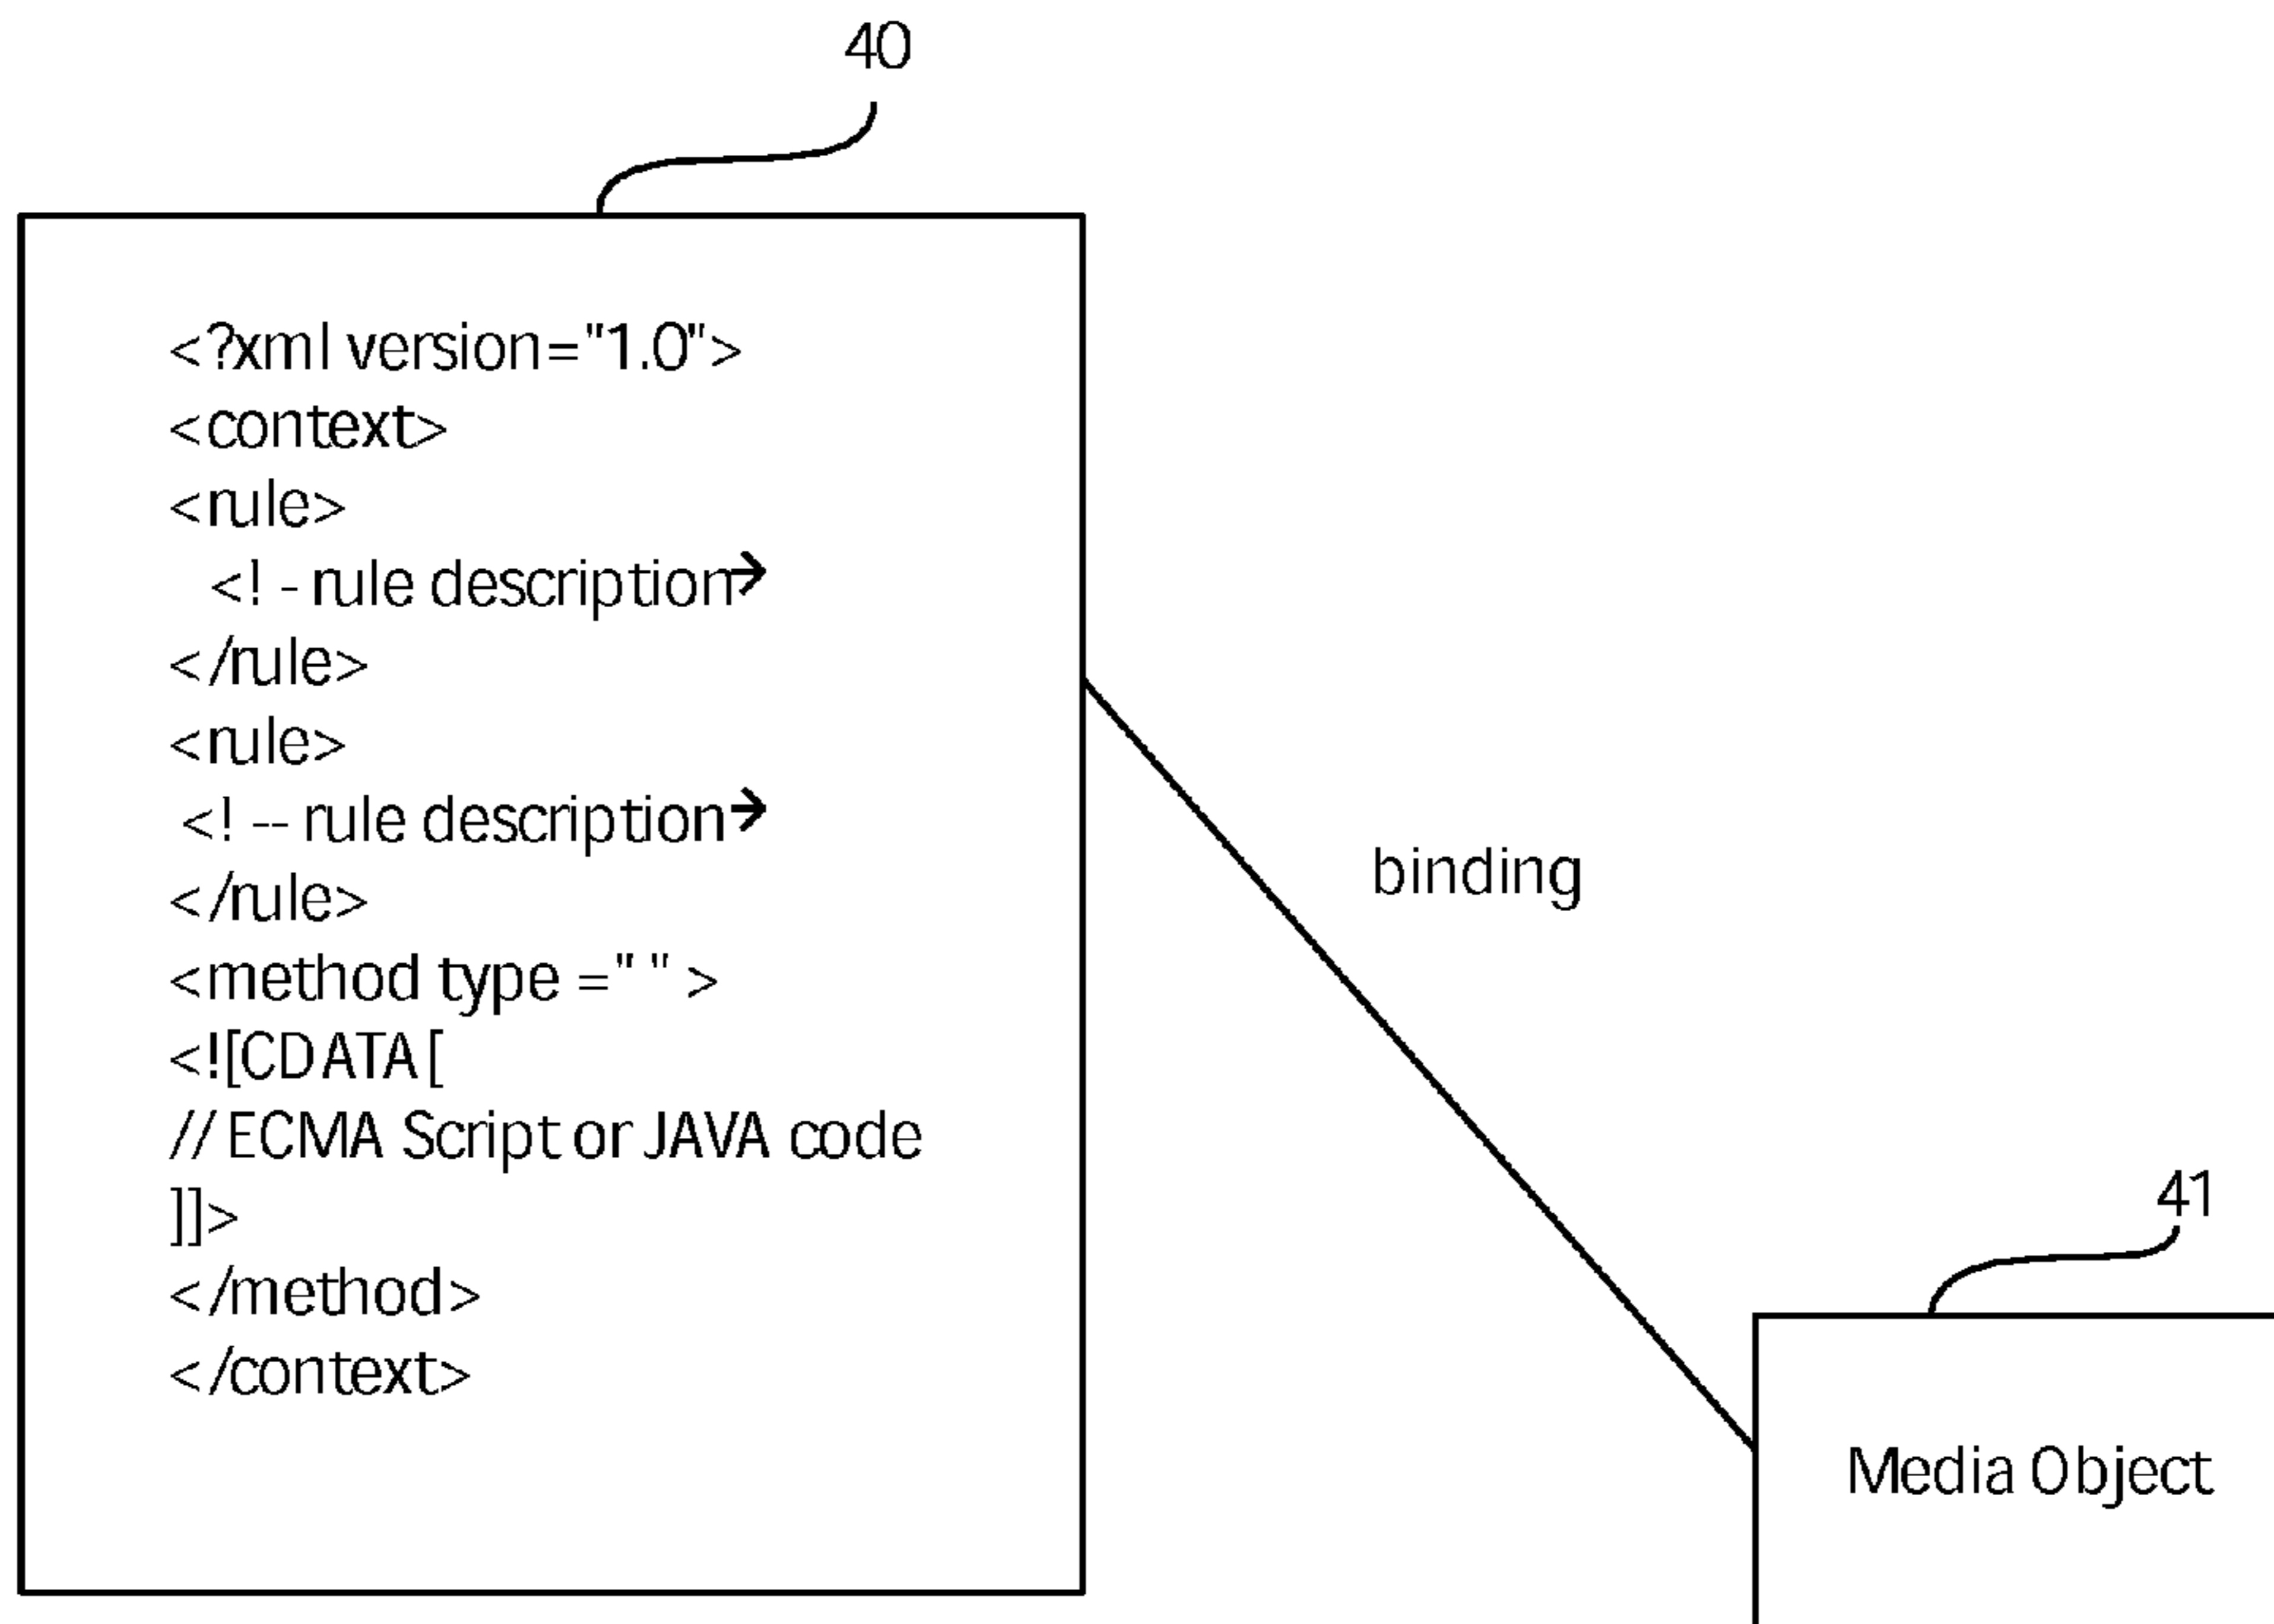 40
<?xml version="1.0">
<context>
<rule>
<! - rule description→
</rule>
<rule>
<! -- rule description→
</rule>
<method type =" " >
<![CDATA[
// ECMA Script or JAVA code
]]>
</method>
</context>
binding
41
Media Object